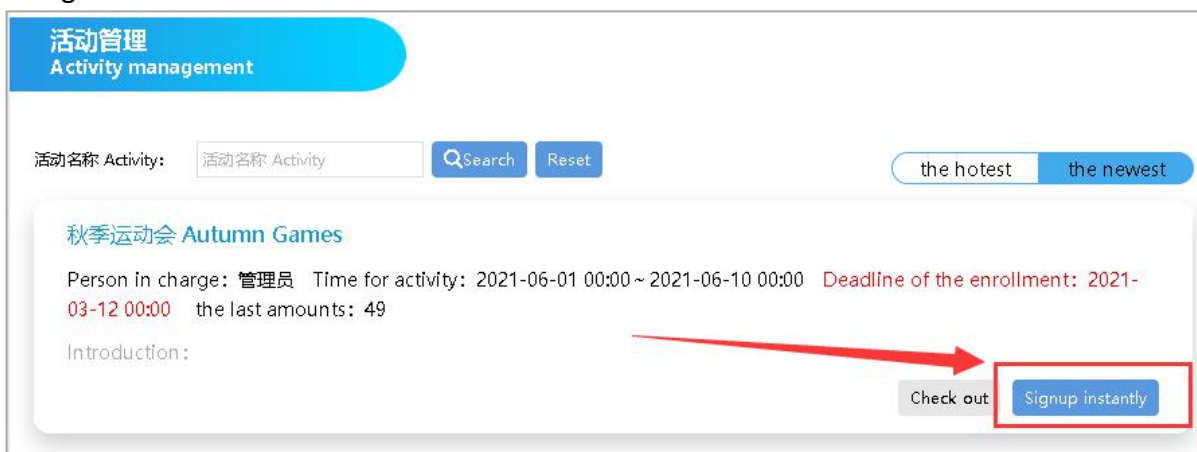 活动管理
Activity management
活动名称 Activity: 活动名称 Activity Search Reset
the hotest the newest
秋季运动会 Autumn Games
Person in charge: 管理员 Time for activity: 2021-06-01 00:00 ~ 2021-06-10 00:00 Deadline of the enrollment: 2021-
03-12 00:00 the last amounts: 49
Introduction:
Check out Signup instantly